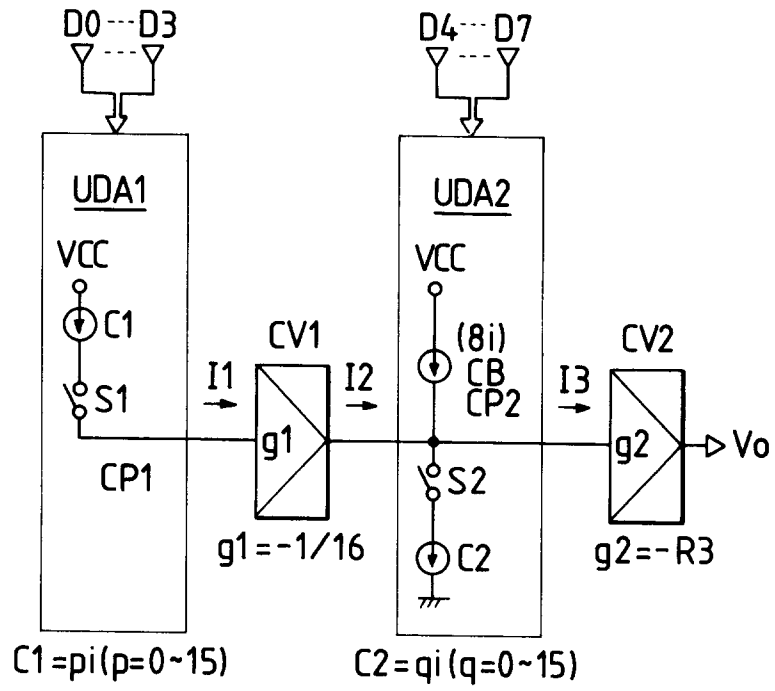 D0 ---- D3
D4 ---- D7
UDA1
UDA2
VCC
VCC
C1
(8i)
CB
CP2
CV1
CV2
S1
I1
I2
I3
g1
g2
Vo
CP1
S2
g1=-1/16
C2
g2=-R3
C1=pi(p=0~15)
C2=qi(q=0~15)